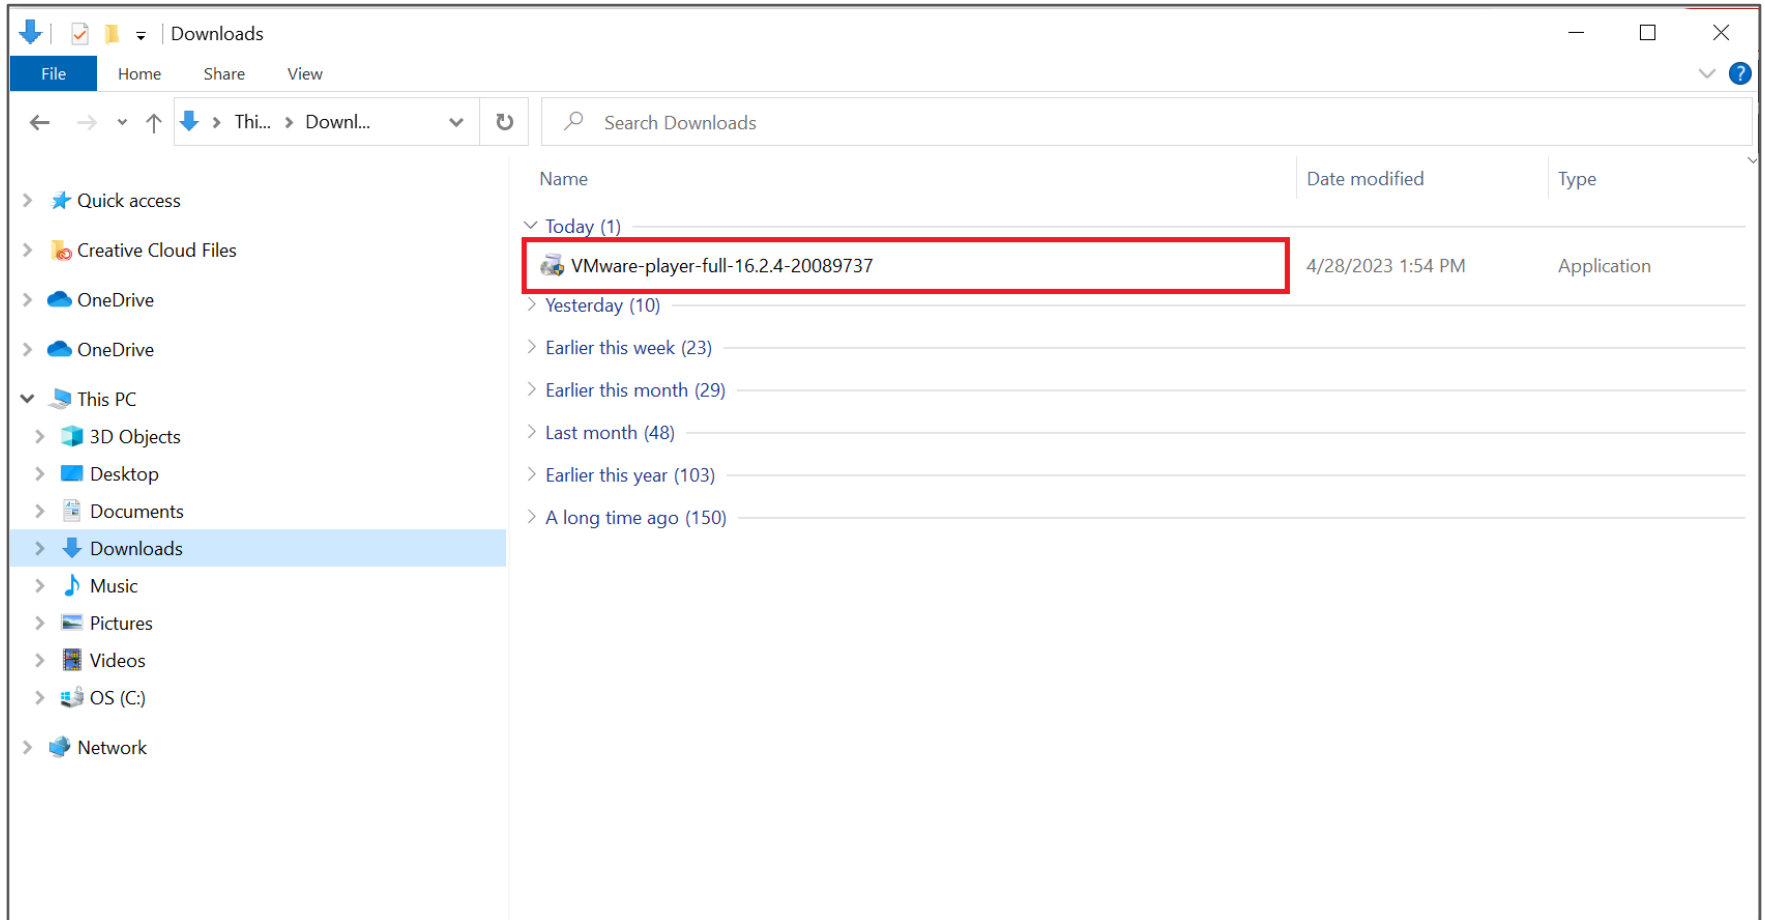 Downloads
File Home Share View
Thi... Downl... Search Downloads
Quick access
Creative Cloud Files
OneDrive
OneDrive
This PC
3D Objects
Desktop
Documents
Downloads
Music
Pictures
Videos
OS (C:)
Network
Name Date modified Type
Today (1)
VMware-player-full-16.2.4-20089737 4/28/2023 1:54 PM Application
Yesterday (10)
Earlier this week (23)
Earlier this month (29)
Last month (48)
Earlier this year (103)
A long time ago (150)